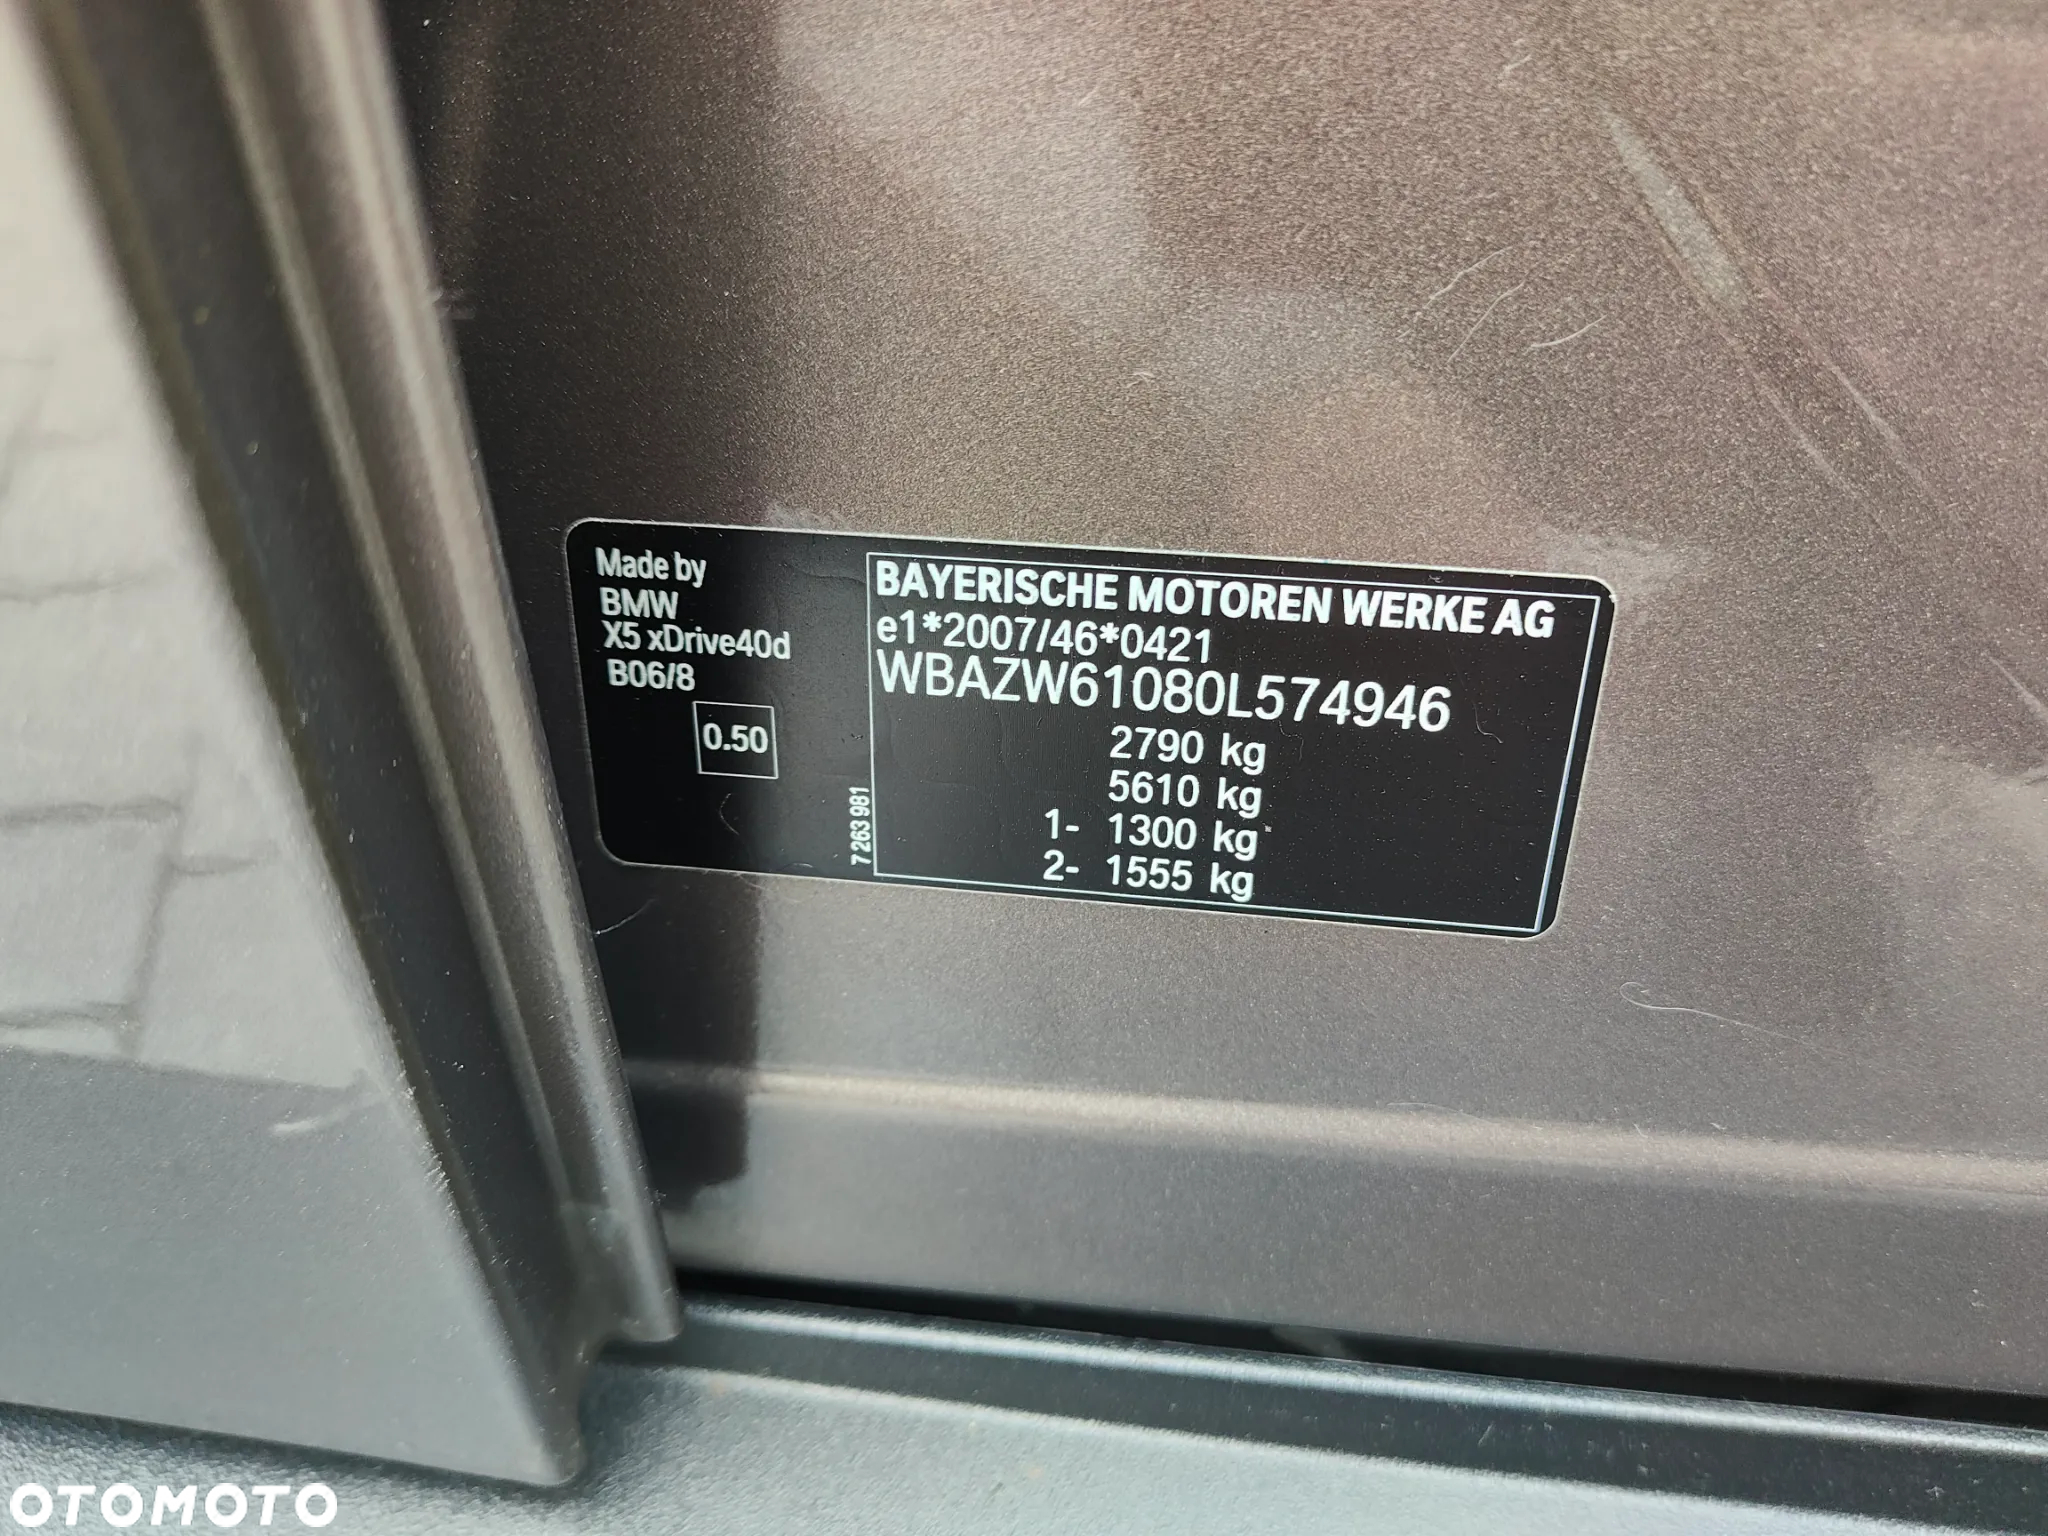 Made by
BMW
X5 xDrive40d
B06/8
0.50
7 263 981
BAYERISCHE MOTOREN WERKE AG
e1*2007/46*0421
WBAZW61080L574946
2790 kg
5610 kg
1- 1300 kg
2- 1555 kg
OTOMOTO